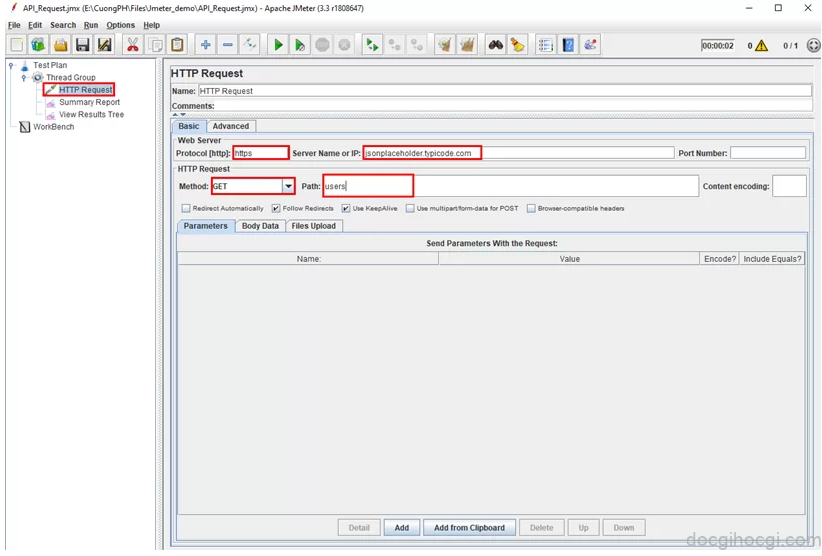 API_Request.jmx (E:\CuongPH\Files\Jmeter_demo\API_Request.jmx) - Apache JMeter (3.3 r1808647)
File Edit Search Run Options Help
00:00:02 0 0 / 1
Test Plan
Thread Group
HTTP Request
Summary Report
View Results Tree
WorkBench
HTTP Request
Name: HTTP Request
Comments:
Basic Advanced
Web Server
Protocol [http]: https Server Name or IP: jsonplaceholder.typicode.com Port Number:
HTTP Request
Method: GET Path: users Content encoding:
Redirect Automatically Follow Redirects Use KeepAlive Use multipart/form-data for POST Browser-compatible headers
Parameters Body Data Files Upload
Send Parameters With the Request:
Name: Value Encode? Include Equals?
Detail Add Add from Clipboard Delete Up Down
docgihocgi.com